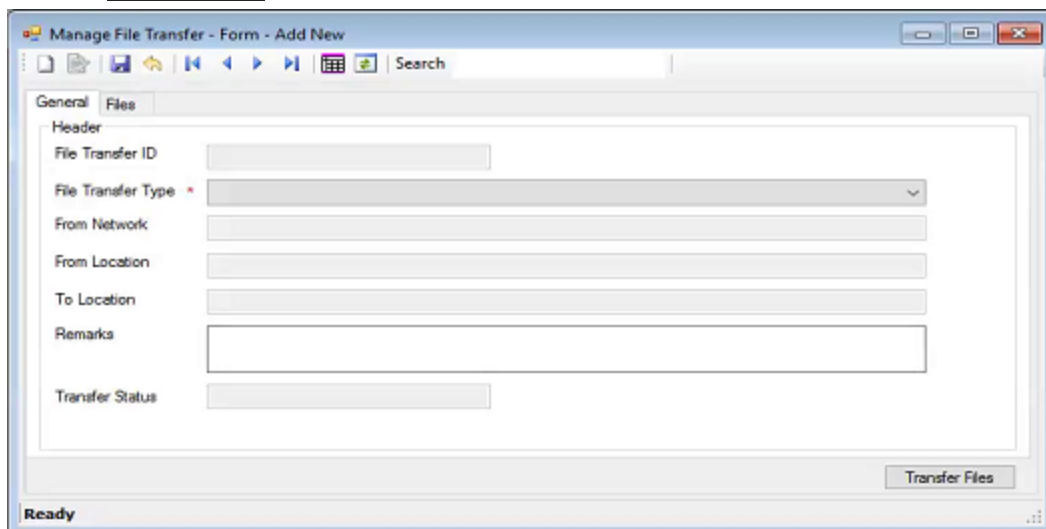 Manage File Transfer - Form - Add New
Search
General Files
Header
File Transfer ID
File Transfer Type *
From Network
From Location
To Location
Remarks
Transfer Status
Transfer Files
Ready